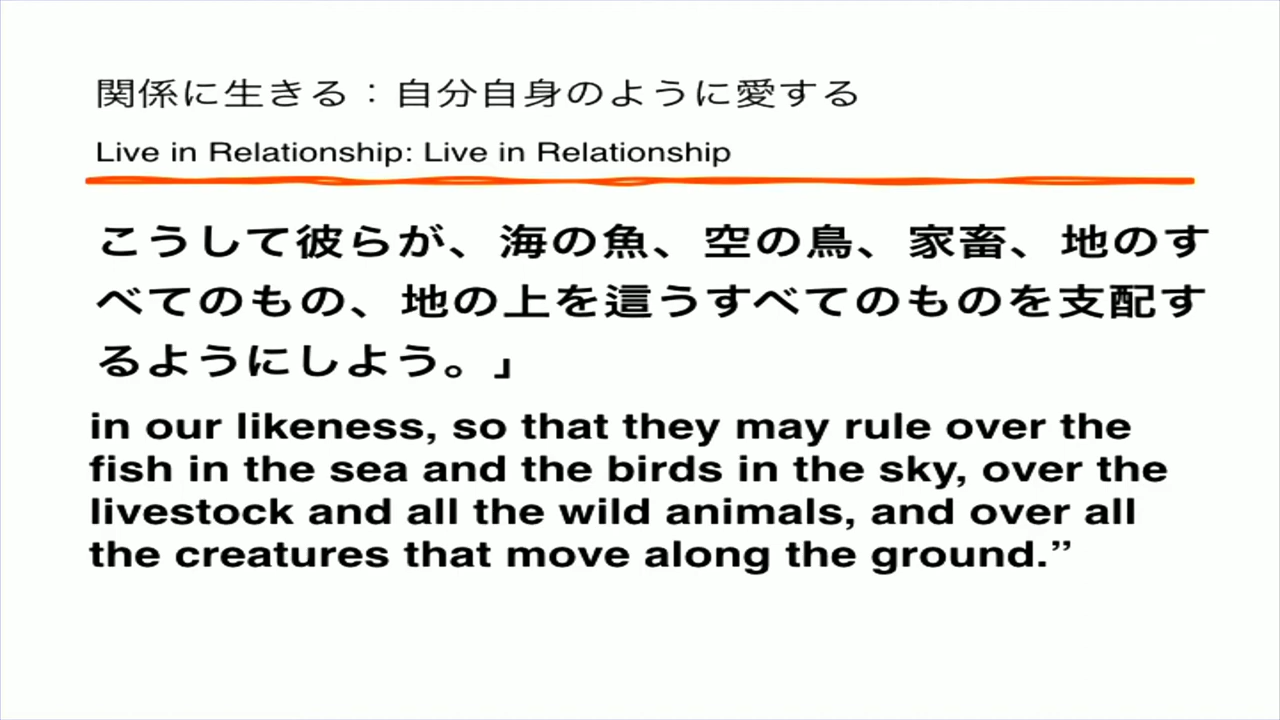 関係に生きる：自分自身のように愛する
Live in Relationship: Live in Relationship
こうして彼らが、海の魚、空の鳥、家畜、地のす
べてのもの、地の上を這うすべてのものを支配す
るようにしよう。」
in our likeness, so that they may rule over the
fish in the sea and the birds in the sky, over the
livestock and all the wild animals, and over all
the creatures that move along the ground.”